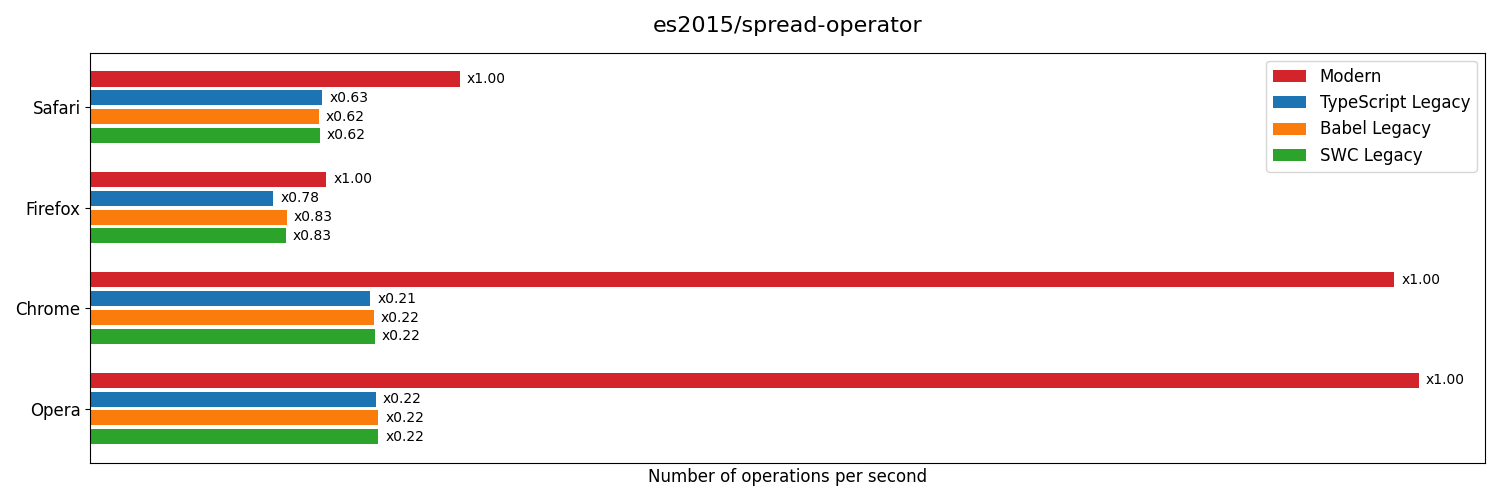 es2015/spread-operator
Modern
TypeScript Legacy
Babel Legacy
SWC Legacy
Safari
x1.00
x0.63
x0.62
x0.62
Firefox
x1.00
x0.78
x0.83
x0.83
Chrome
x1.00
x0.21
x0.22
x0.22
Opera
x1.00
x0.22
x0.22
x0.22
Number of operations per second